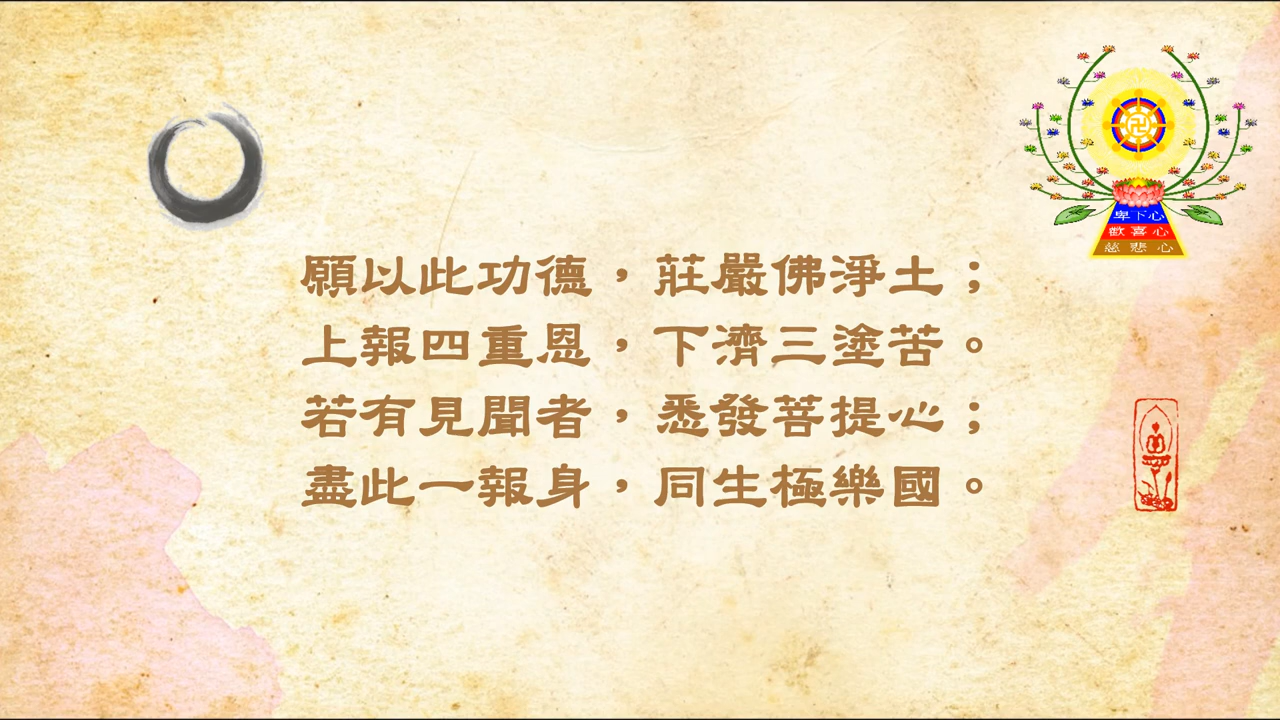 卑下心
歡喜心
慈悲心
願以此功德，莊嚴佛淨土；
上報四重恩，下濟三塗苦。
若有見聞者，悉發菩提心；
盡此一報身，同生極樂國。